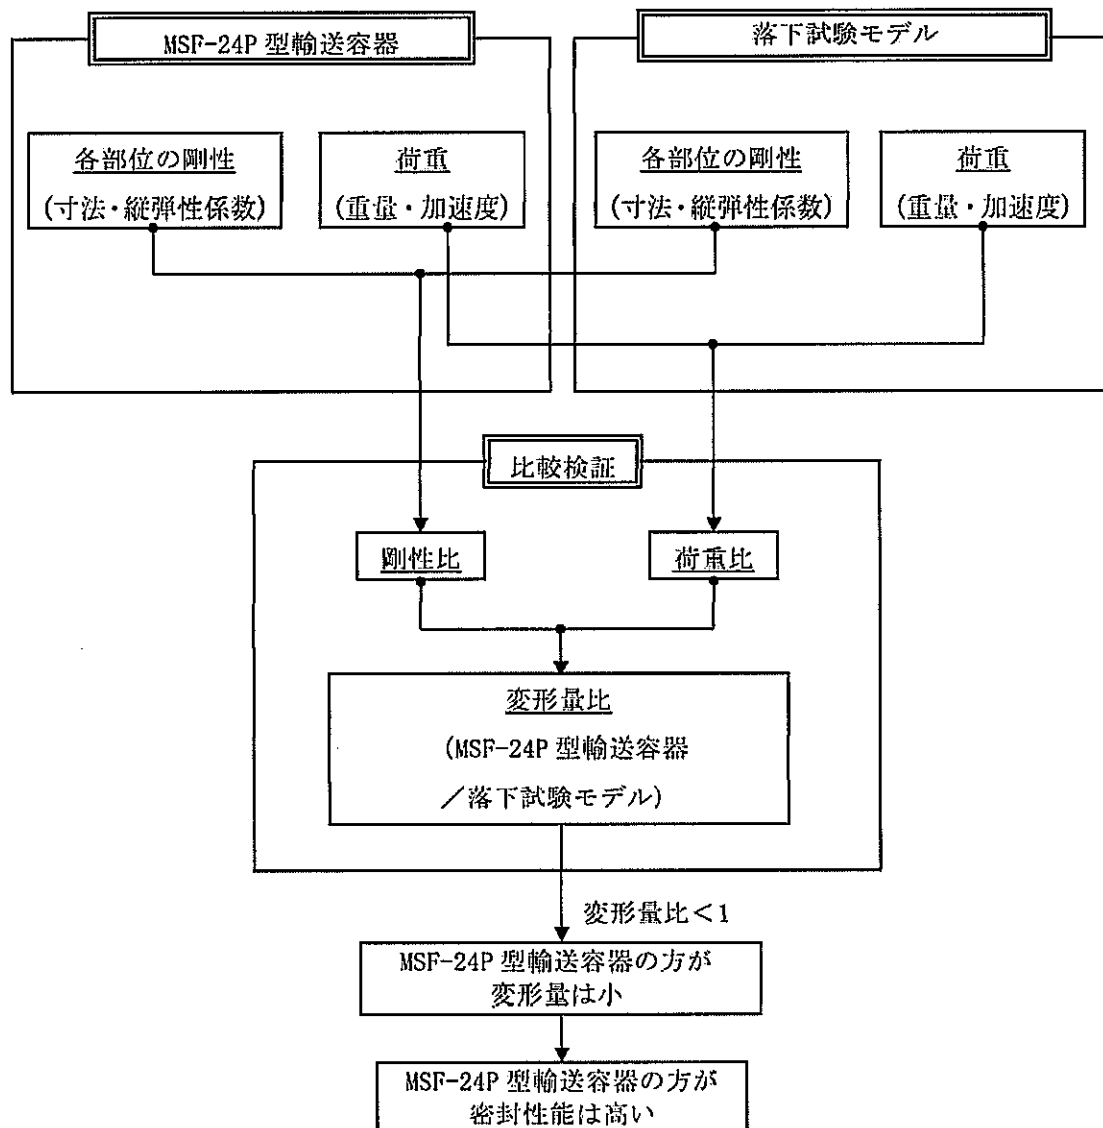 MSF-24P 型輸送容器
落下試験モデル
各部位の剛性
(寸法・縦弾性係数)
荷重
(重量・加速度)
各部位の剛性
(寸法・縦弾性係数)
荷重
(重量・加速度)
比較検証
剛性比
荷重比
変形量比
(MSF-24P 型輸送容器
／落下試験モデル)
変形量比＜1
MSF-24P 型輸送容器の方が
変形量は小
MSF-24P 型輸送容器の方が
密封性能は高い